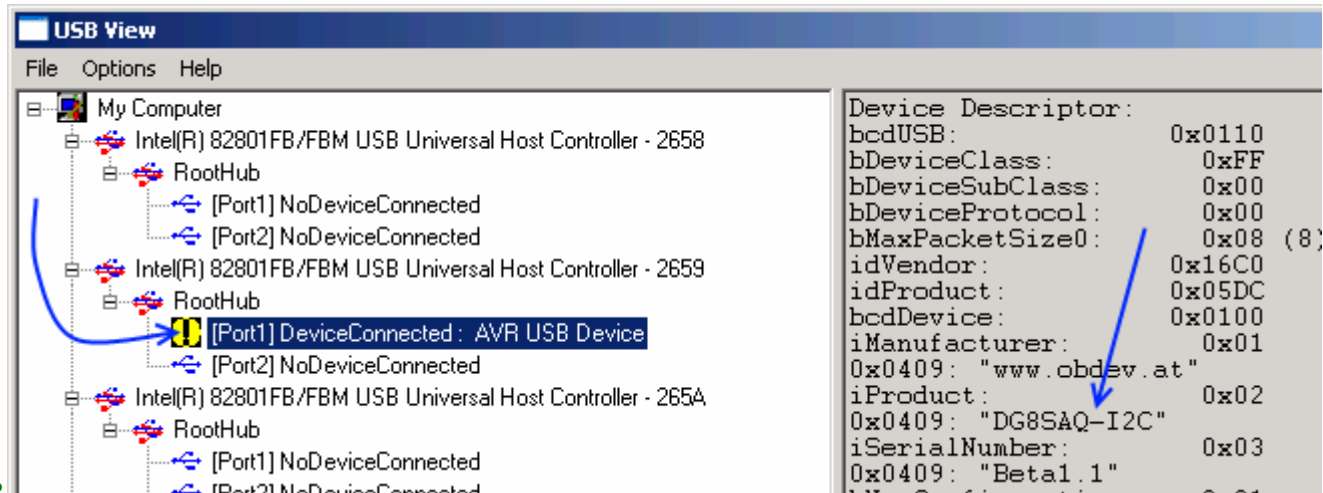 USB View
File Options Help
My Computer
Intel(R) 82801FB/FBM USB Universal Host Controller - 2658
RootHub
[Port1] NoDeviceConnected
[Port2] NoDeviceConnected
Intel(R) 82801FB/FBM USB Universal Host Controller - 2659
RootHub
[Port1] DeviceConnected : AVR USB Device
[Port2] NoDeviceConnected
Intel(R) 82801FB/FBM USB Universal Host Controller - 265A
RootHub
[Port1] NoDeviceConnected
[Port2] NoDeviceConnected
Device Descriptor:
bcdUSB: 0x0110
bDeviceClass: 0xFF
bDeviceSubClass: 0x00
bDeviceProtocol: 0x00
bMaxPacketSize0: 0x08 (8)
idVendor: 0x16C0
idProduct: 0x05DC
bcdDevice: 0x0100
iManufacturer: 0x01
0x0409: "www.obdev.at"
iProduct: 0x02
0x0409: "DG8SAQ-I2C"
iSerialNumber: 0x03
0x0409: "Beta1.1"